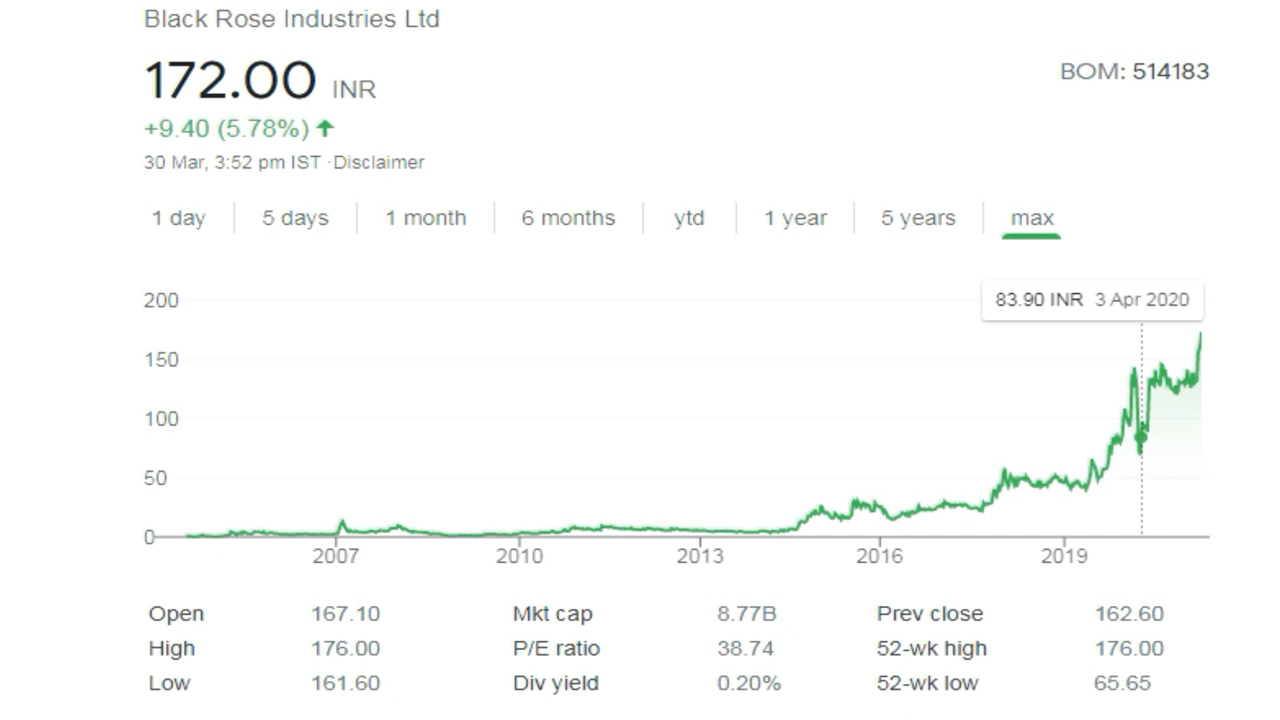 Black Rose Industries Ltd
172.00 INR
BOM: 514183
+9.40 (5.78%) ↑
30 Mar, 3:52 pm IST ·Disclaimer
1 day 5 days 1 month 6 months ytd 1 year 5 years max
83.90 INR 3 Apr 2020
200
150
100
50
0
2007 2010 2013 2016 2019
Open 167.10 Mkt cap 8.77B Prev close 162.60
High 176.00 P/E ratio 38.74 52-wk high 176.00
Low 161.60 Div yield 0.20% 52-wk low 65.65